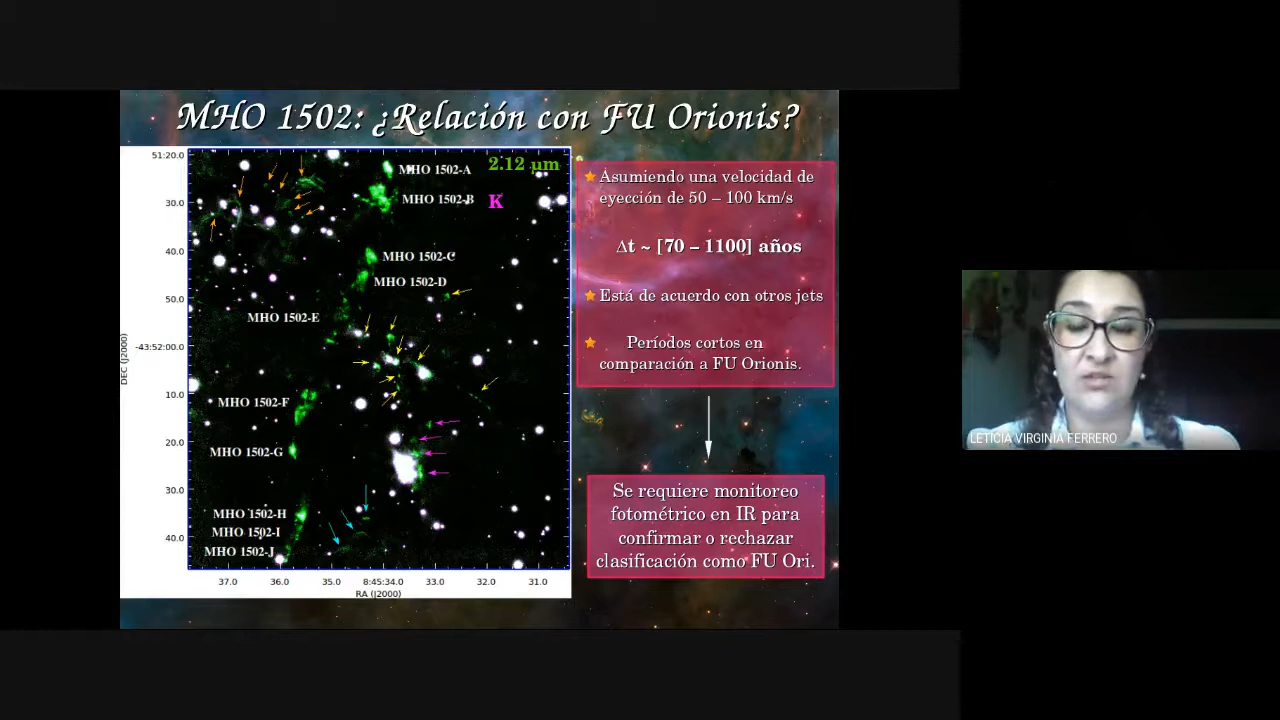 MHO 1502: ¿Relación con FU Orionis?
51:20.0
30.0
40.0
50.0
-43:52:00.0
10.0
20.0
30.0
40.0
DEC (J2000)
37.0 36.0 35.0 8:45:34.0 33.0 32.0 31.0
RA (J2000)
2.12 µm
K
MHO 1502-A
MHO 1502-B
MHO 1502-C
MHO 1502-D
MHO 1502-E
MHO 1502-F
MHO 1502-G
MHO 1502-H
MHO 1502-I
MHO 1502-J
Asumiendo una velocidad de
eyección de 50 – 100 km/s
Δt ~ [70 – 1100] años
Está de acuerdo con otros jets
Períodos cortos en
comparación a FU Orionis.
Se requiere monitoreo
fotométrico en IR para
confirmar o rechazar
clasificación como FU Ori.
LETICIA VIRGINIA FERRERO